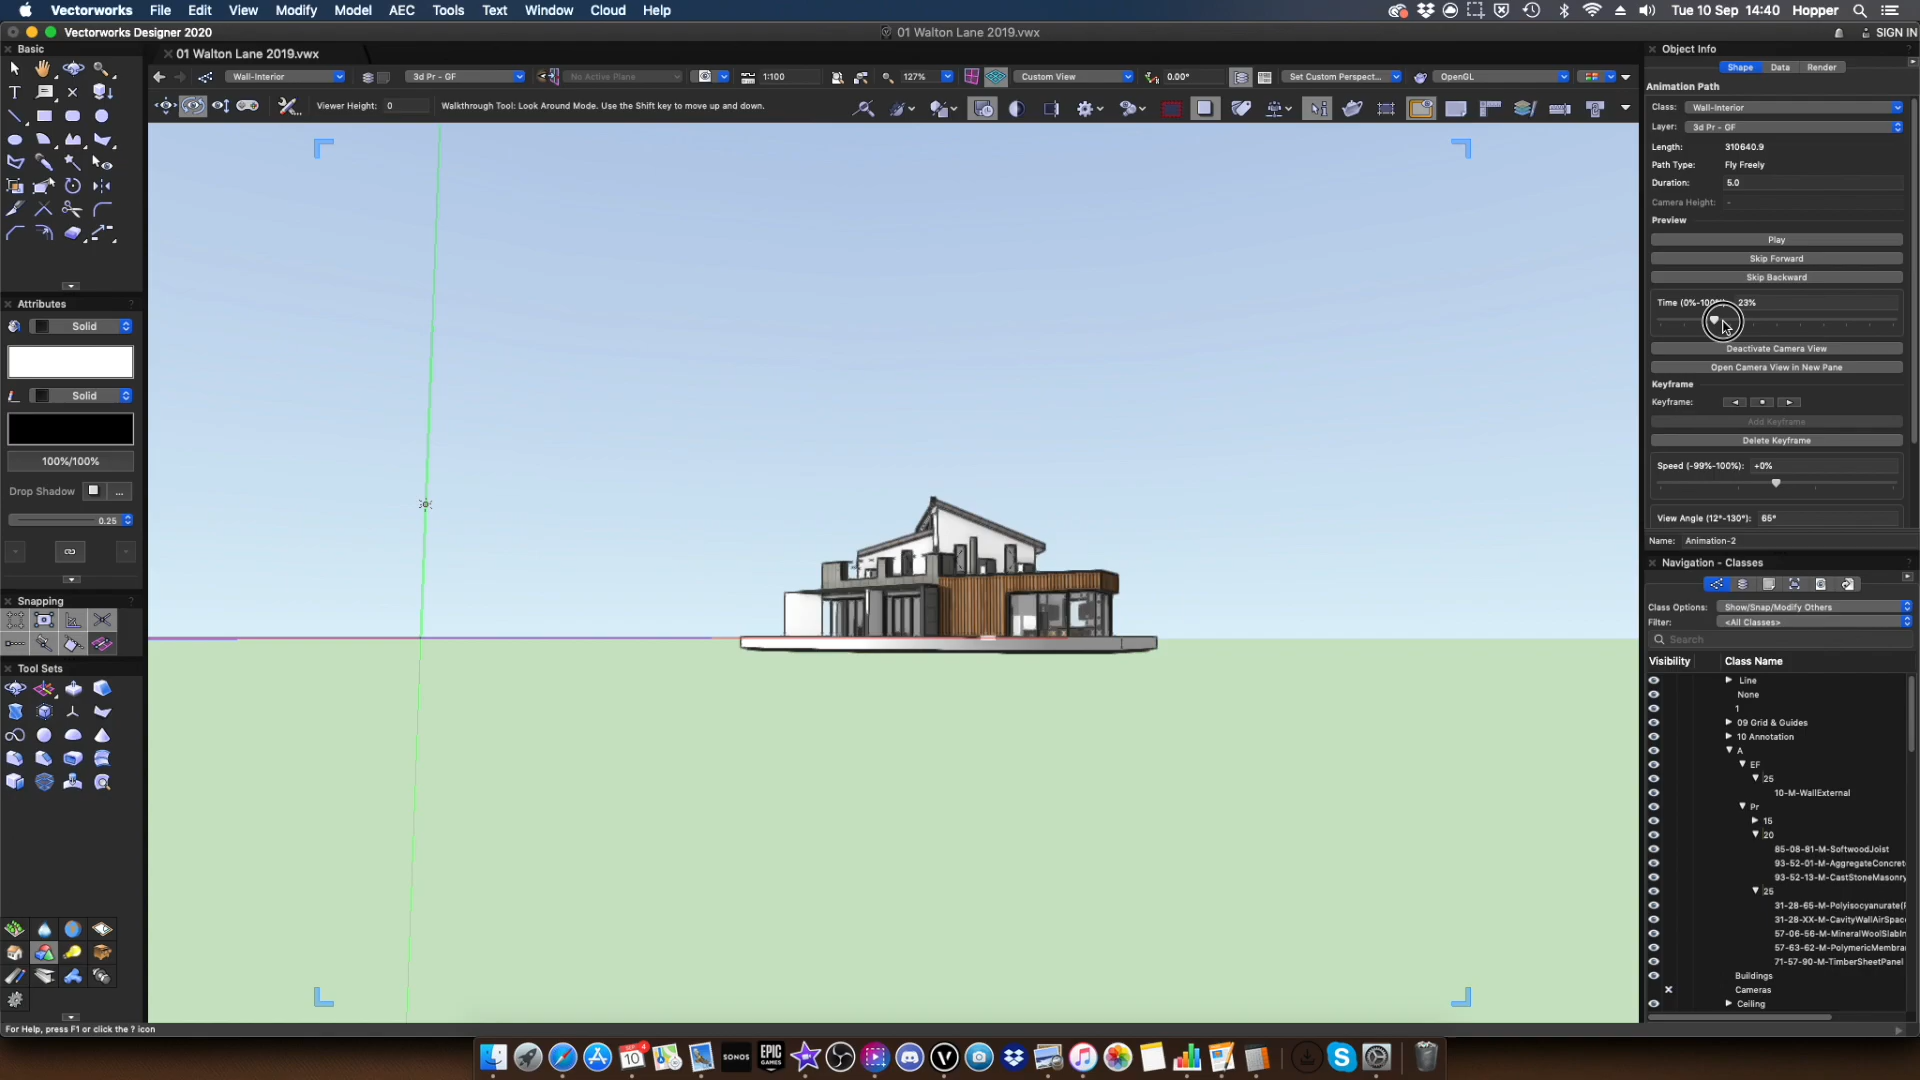 Vectorworks File Edit View Modify Model AEC Tools Text Window Cloud Help
Tue 10 Sep 14:40 Hopper
Vectorworks Designer 2020
01 Walton Lane 2019.vwx
SIGN IN
Basic
01 Walton Lane 2019.vwx
Object Info
Wall-Interior
3d Pr - GF
No Active Plane
1:100
127%
Custom View
0.00°
Set Custom Perspect...
OpenGL
Shape Data Render
Viewer Height: 0
Walkthrough Tool: Look Around Mode. Use the Shift key to move up and down.
Animation Path
Class: Wall-Interior
Layer: 3d Pr - GF
Length: 310640.9
Path Type: Fly Freely
Duration: 5.0
Camera Height: -
Preview
Play
Skip Forward
Skip Backward
Time (0%-100%): 23%
Deactivate Camera View
Open Camera View in New Pane
Keyframe
Keyframe:
Add Keyframe
Delete Keyframe
Speed (-99%-100%): +0%
View Angle (12°-130°): 65°
Name: Animation-2
Attributes
Solid
Solid
100%/100%
Drop Shadow
...
0.25
Snapping
Tool Sets
Navigation - Classes
Class Options: Show/Snap/Modify Others
Filter: <All Classes>
Search
Visibility Class Name
Line
None
1
09 Grid & Guides
10 Annotation
A
EF
25
10-M-WallExternal
Pr
15
20
85-08-81-M-SoftwoodJoist
93-52-01-M-AggregateConcret
93-52-13-M-CastStoneMasonry
25
31-28-65-M-Polyisocyanurate(
31-28-XX-M-CavityWallAirSpac
57-06-56-M-MineralWoolSlabIn
57-63-62-M-PolymericMembra
71-57-90-M-TimberSheetPanel
Buildings
Cameras
Ceiling
For Help, press F1 or click the ? icon
SEP
10
SONOS
EPIC
GAMES